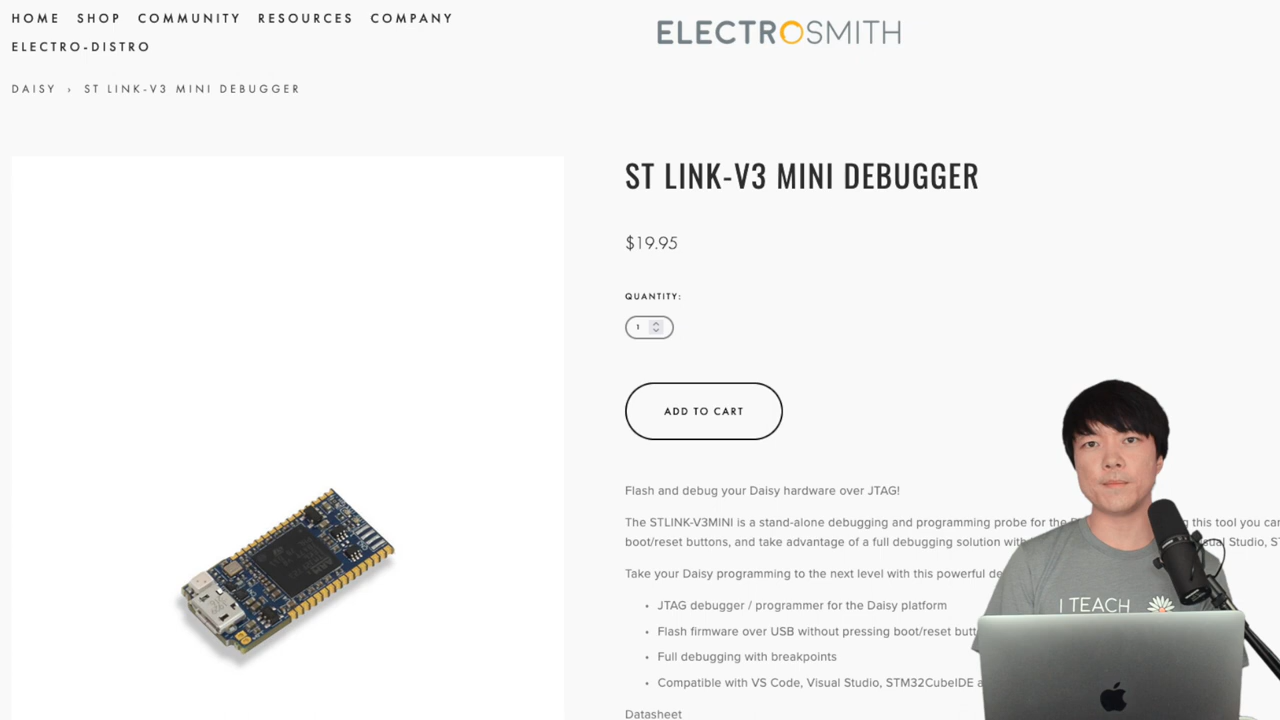 HOME SHOP COMMUNITY RESOURCES COMPANY
ELECTRO-DISTRO
ELECTROSMITH
DAISY › ST LINK-V3 MINI DEBUGGER
ST LINK-V3 MINI DEBUGGER
$19.95
QUANTITY:
1
ADD TO CART
Flash and debug your Daisy hardware over JTAG!
The STLINK-V3MINI is a stand-alone debugging and programming probe for the this tool you can
boot/reset buttons, and take advantage of a full debugging solution Studio,
Take your Daisy programming to the next level with this powerful
• JTAG debugger / programmer for the Daisy platform
• Flash firmware over USB without pressing boot/reset
• Full debugging with breakpoints
• Compatible with VS Code, Visual Studio, STM32CubeIDE
Datasheet
I TEACH